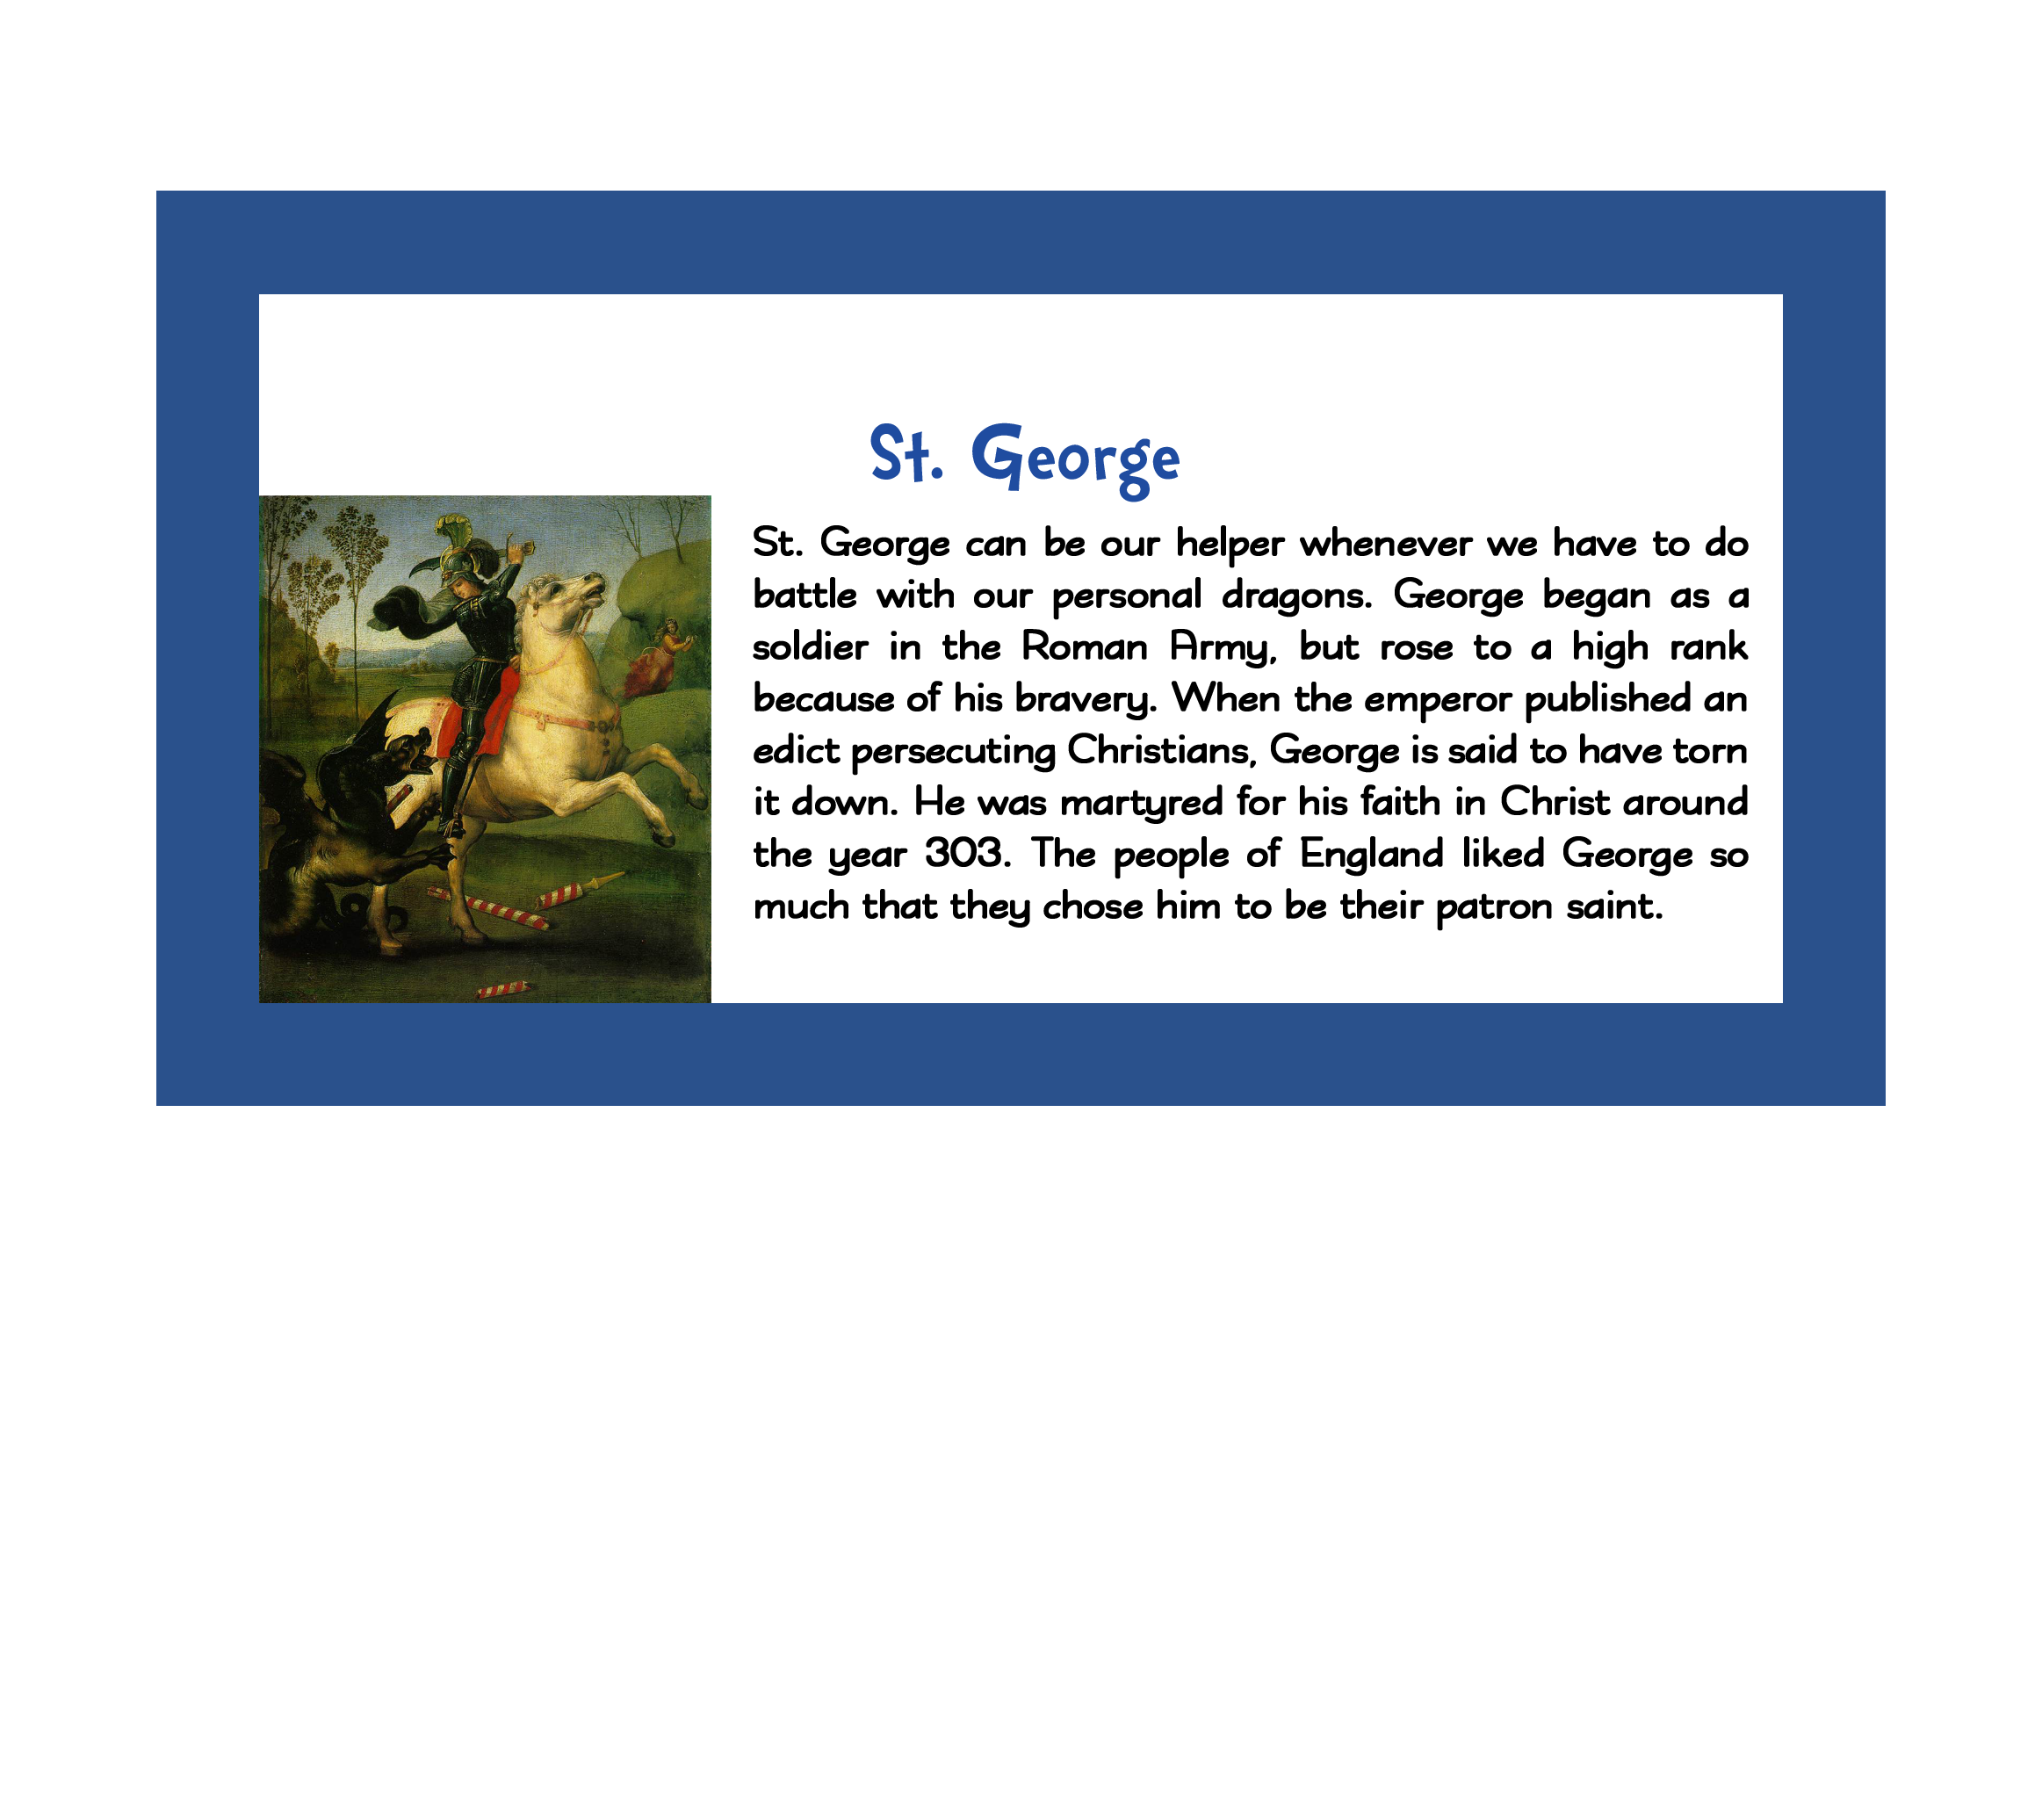 St. George
St. George can be our helper whenever we have to do
battle with our personal dragons. George began as a
soldier in the Roman Army, but rose to a high rank
because of his bravery. When the emperor published an
edict persecuting Christians, George is said to have torn
it down. He was martyred for his faith in Christ around
the year 303. The people of England liked George so
much that they chose him to be their patron saint.